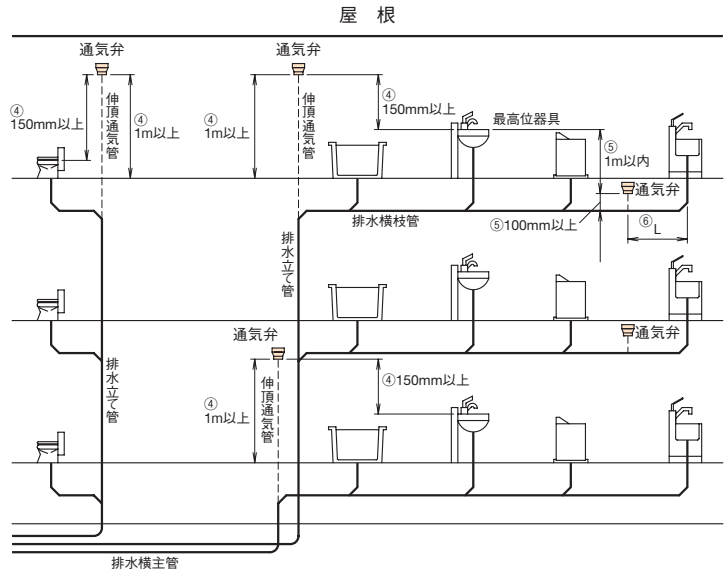 屋 根
通気弁
通気弁
④
150mm以上
伸頂通気管
④
1m以上
④
1m以上
伸頂通気管
④
150mm以上
最高位器具
⑤
1m以内
通気弁
排水横枝管
⑤100mm以上
⑥L
排水立て管
通気弁
通気弁
排水立て管
④
1m以上
伸頂通気管
④150mm以上
排水横主管